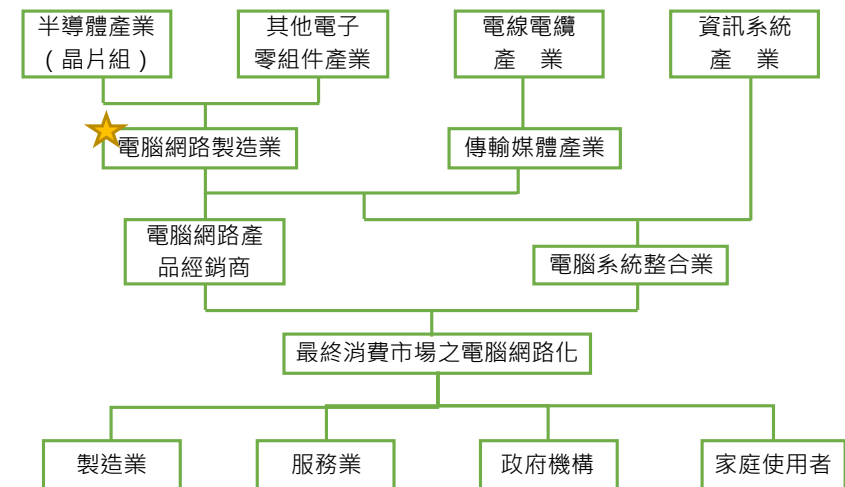 半導體產業
(晶片組)
其他電子
零組件產業
電線電纜
產　業
資訊系統
產　業
電腦網路製造業
傳輸媒體產業
電腦網路產
品經銷商
電腦系統整合業
最終消費市場之電腦網路化
製造業
服務業
政府機構
家庭使用者